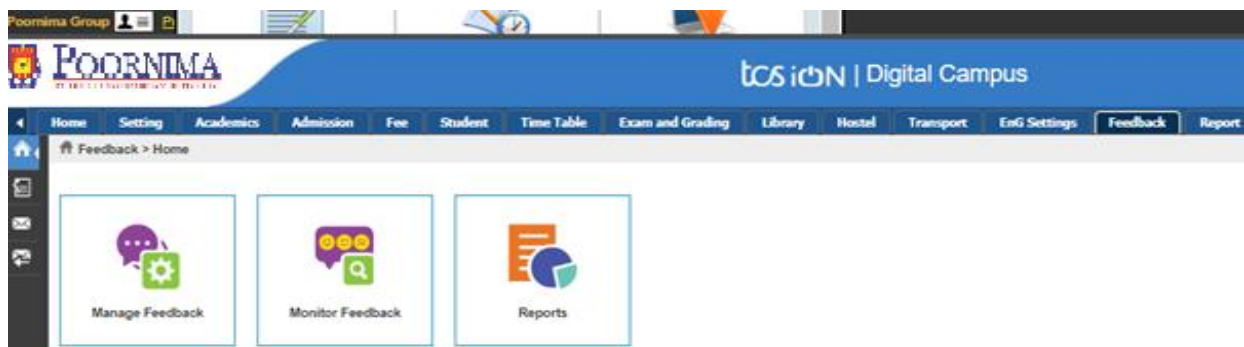 Poornima Group
POORNIMA
tcs iON | Digital Campus
Home Setting Academics Admission Fee Student Time Table Exam and Grading Library Hostel Transport EnG Settings Feedback Report
Feedback > Home
Manage Feedback Monitor Feedback Reports